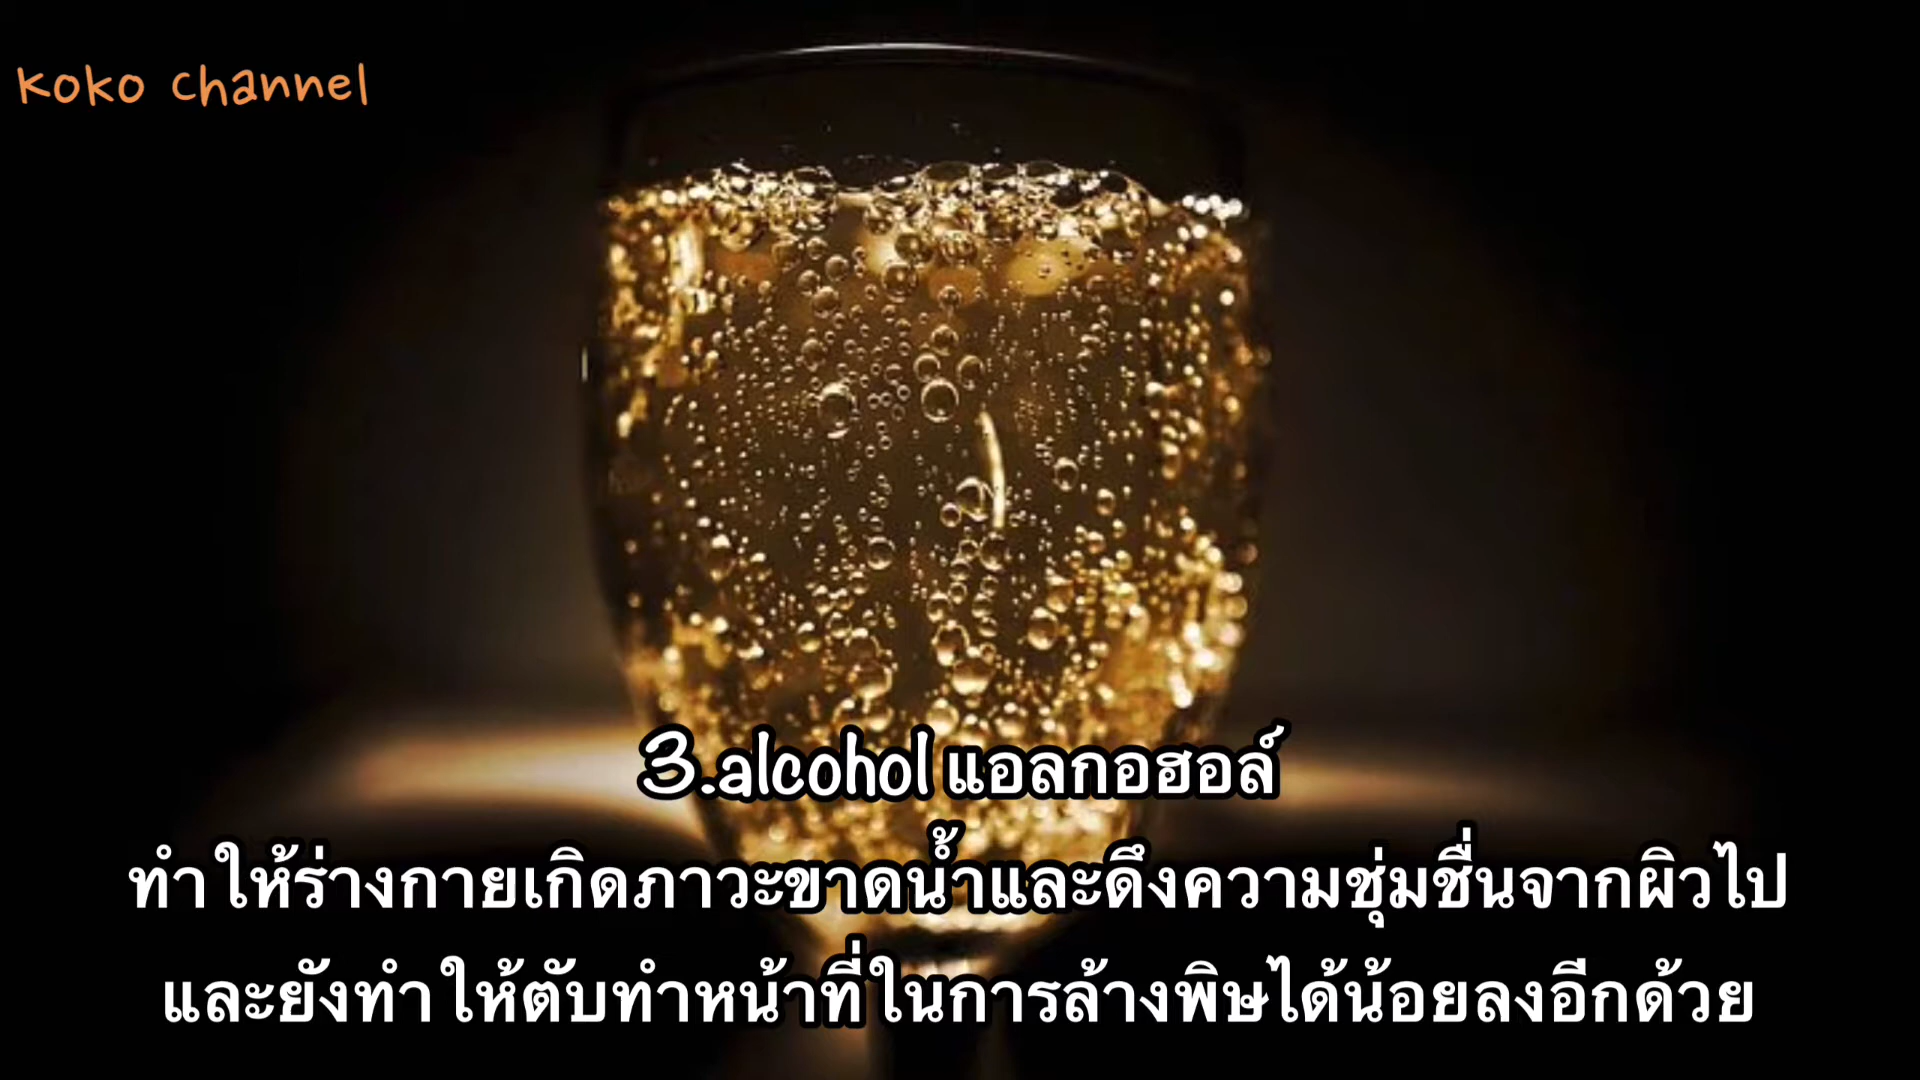 Koko channel
3.alcohol แอลกอฮอล์
ทำให้ร่างกายเกิดภาวะขาดน้ำและดึงความชุ่มชื่นจากผิวไป
และยังทำให้ตับทำหน้าที่ในการล้างพิษได้น้อยลงอีกด้วย